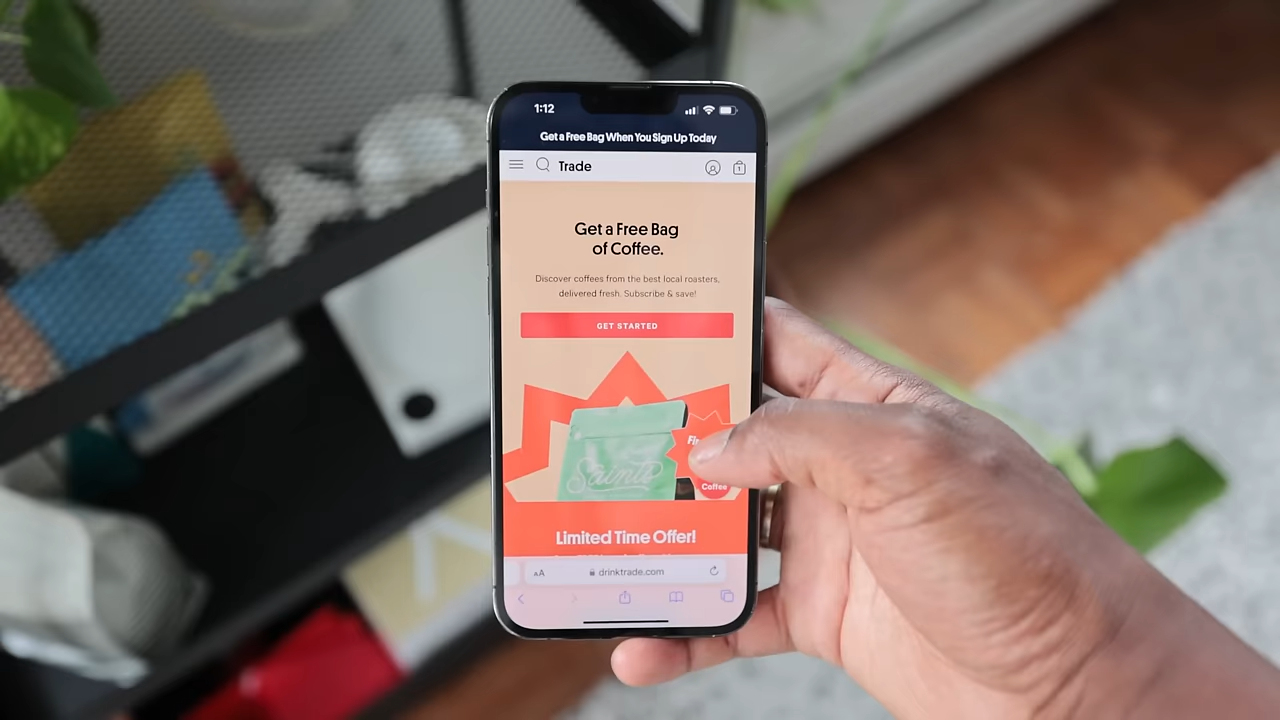 1:12
Get a Free Bag When You Sign Up Today
Trade
1
Get a Free Bag
of Coffee.
Discover coffees from the best local roasters,
delivered fresh. Subscribe & save!
GET STARTED
Coffee
Limited Time Offer!
AA drinktrade.com